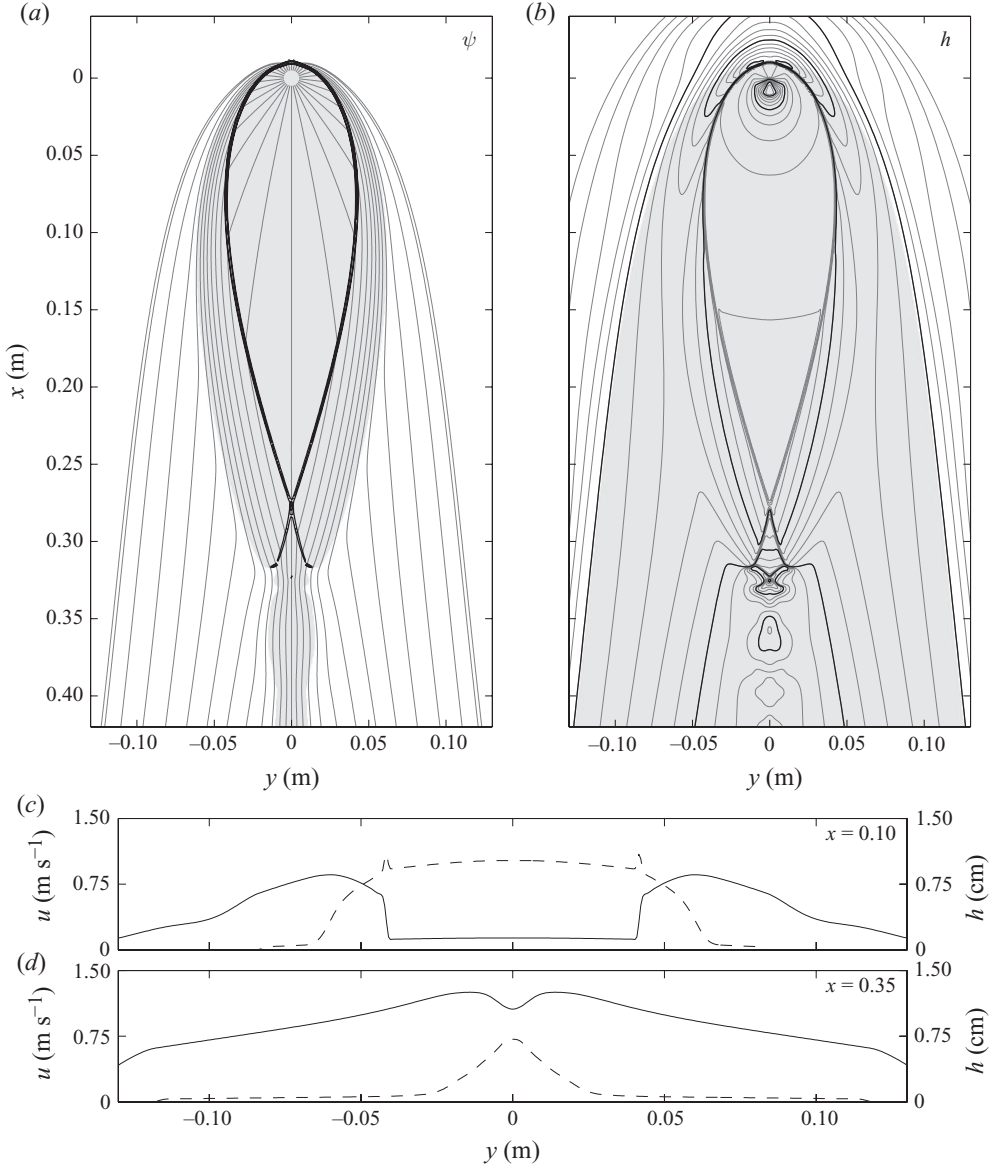 (a)
(b)
ψ
h
0
0.05
0.10
0.15
0.20
0.25
0.30
0.35
0.40
x (m)
–0.10
–0.05
0
0.05
0.10
–0.10
–0.05
0
0.05
0.10
y (m)
y (m)
(c)
1.50
0.75
0
u (m s−1)
x = 0.10
1.50
0.75
0
h (cm)
(d)
1.50
0.75
0
u (m s−1)
x = 0.35
1.50
0.75
0
h (cm)
–0.10
–0.05
0
0.05
0.10
y (m)